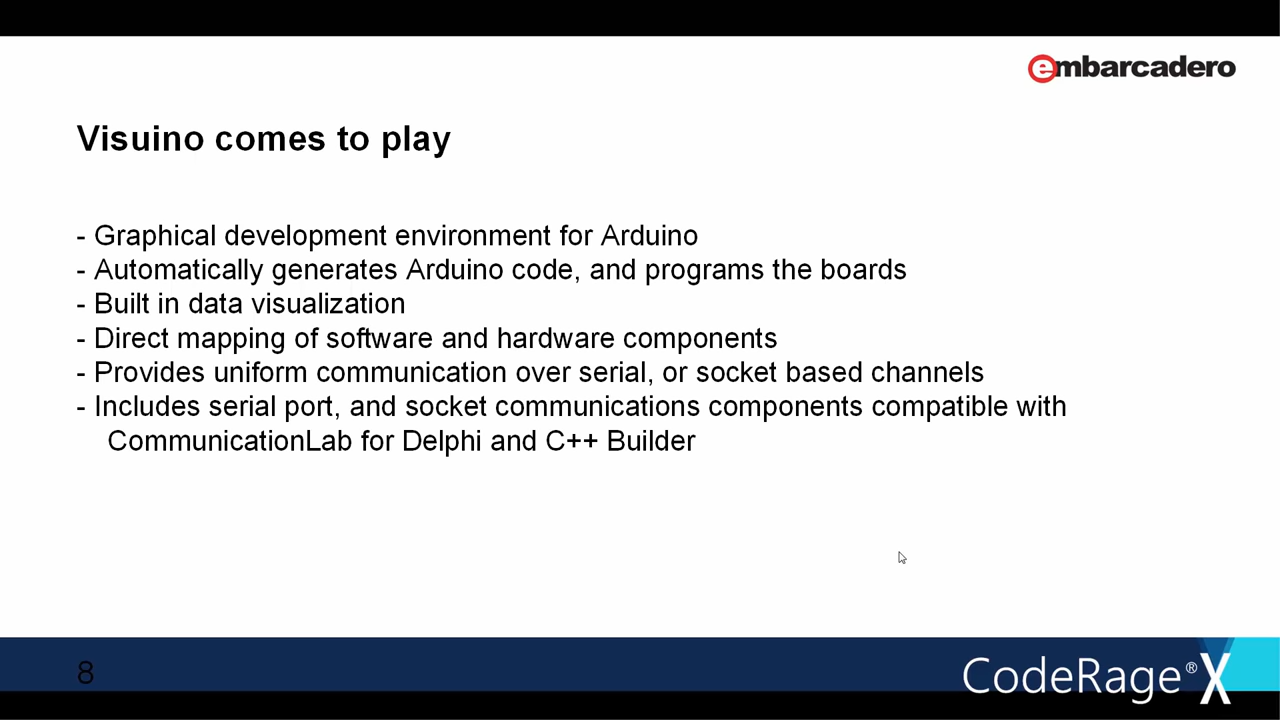 embarcadero
Visuino comes to play
- Graphical development environment for Arduino
- Automatically generates Arduino code, and programs the boards
- Built in data visualization
- Direct mapping of software and hardware components
- Provides uniform communication over serial, or socket based channels
- Includes serial port, and socket communications components compatible with
CommunicationLab for Delphi and C++ Builder
8
CodeRage® X